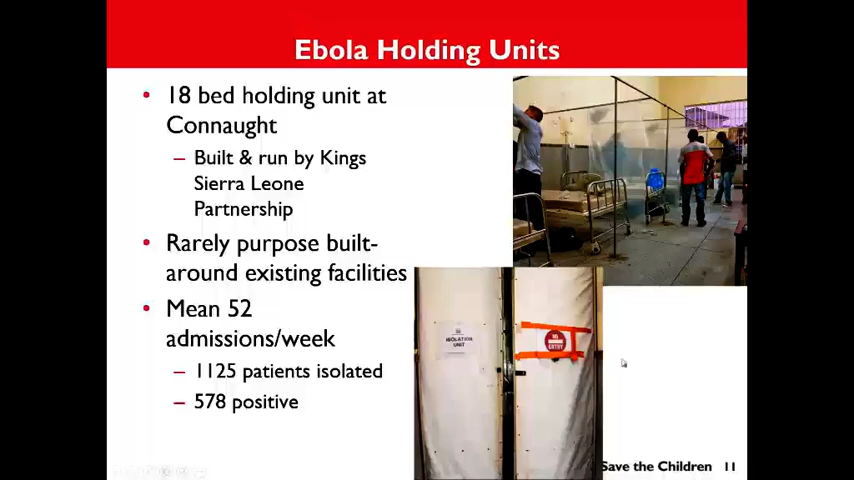 Ebola Holding Units
• 18 bed holding unit at
Connaught
– Built & run by Kings
Sierra Leone
Partnership
• Rarely purpose built-
around existing facilities
• Mean 52
admissions/week
– 1125 patients isolated
– 578 positive
ISOLATION
UNIT
NO
ENTRY
Save the Children 11